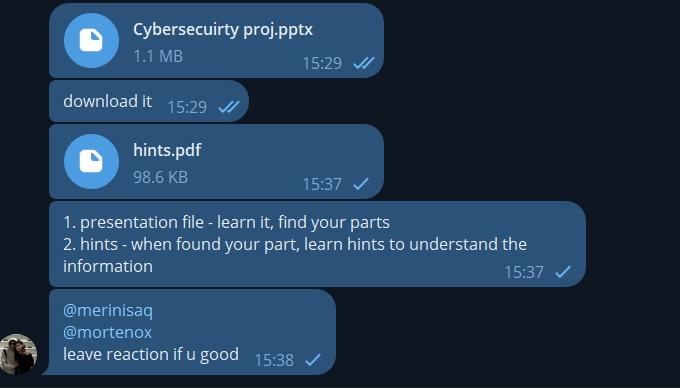 Cybersecuirty proj.pptx
1.1 MB
15:29
download it
15:29
hints.pdf
98.6 KB
15:37
1. presentation file - learn it, find your parts
2. hints - when found your part, learn hints to understand the
information
15:37
@merinisaq
@mortenox
leave reaction if u good
15:38